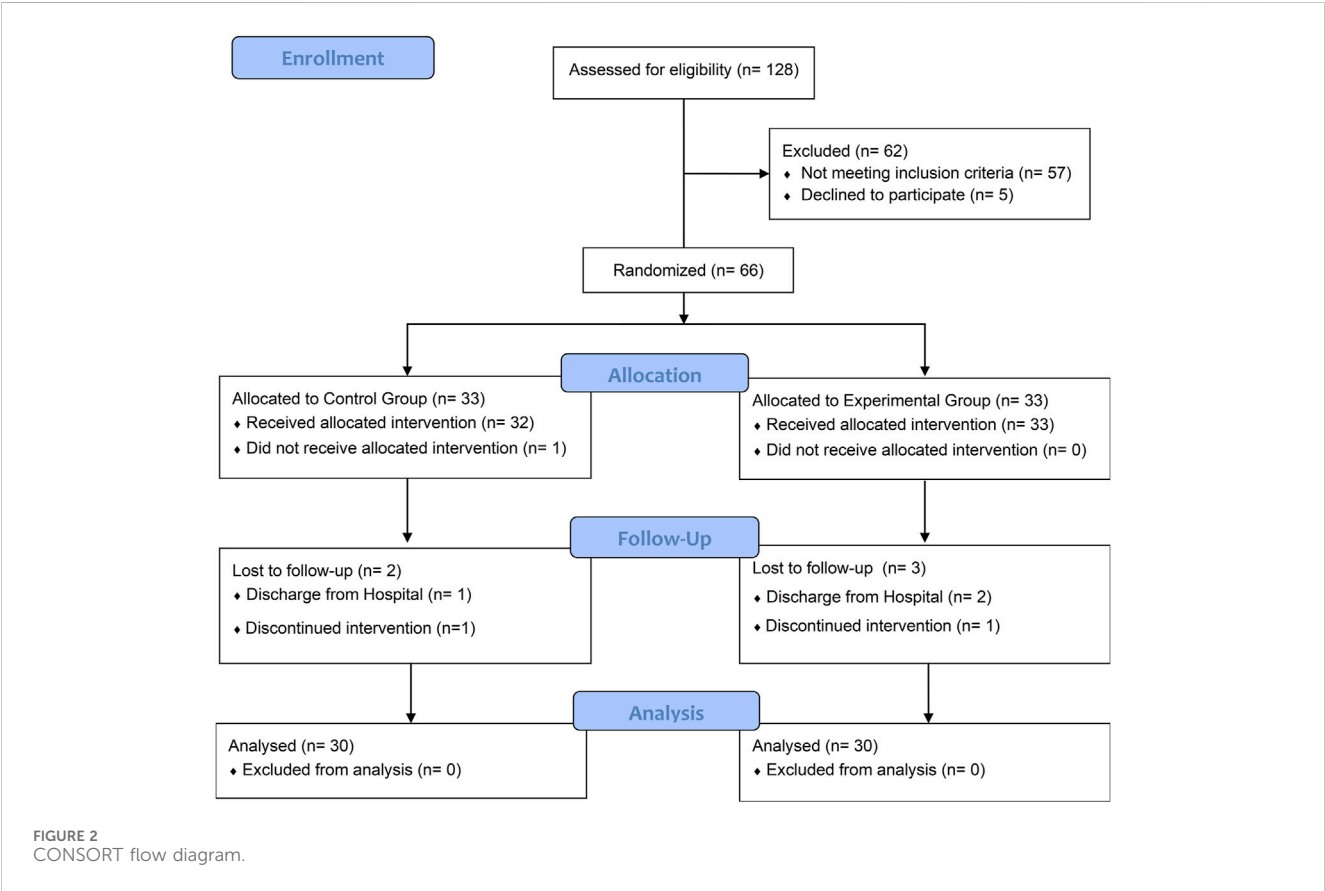 Enrollment
Assessed for eligibility (n= 128)
Excluded (n= 62)
♦ Not meeting inclusion criteria (n= 57)
♦ Declined to participate (n= 5)
Randomized (n= 66)
Allocation
Allocated to Control Group (n= 33)
♦ Received allocated intervention (n= 32)
♦ Did not receive allocated intervention (n= 1)
Allocated to Experimental Group (n= 33)
♦ Received allocated intervention (n= 33)
♦ Did not receive allocated intervention (n= 0)
Follow-Up
Lost to follow-up (n= 2)
♦ Discharge from Hospital (n= 1)
♦ Discontinued intervention (n=1)
Lost to follow-up (n= 3)
♦ Discharge from Hospital (n= 2)
♦ Discontinued intervention (n= 1)
Analysis
Analysed (n= 30)
♦ Excluded from analysis (n= 0)
Analysed (n= 30)
♦ Excluded from analysis (n= 0)
FIGURE 2
CONSORT flow diagram.